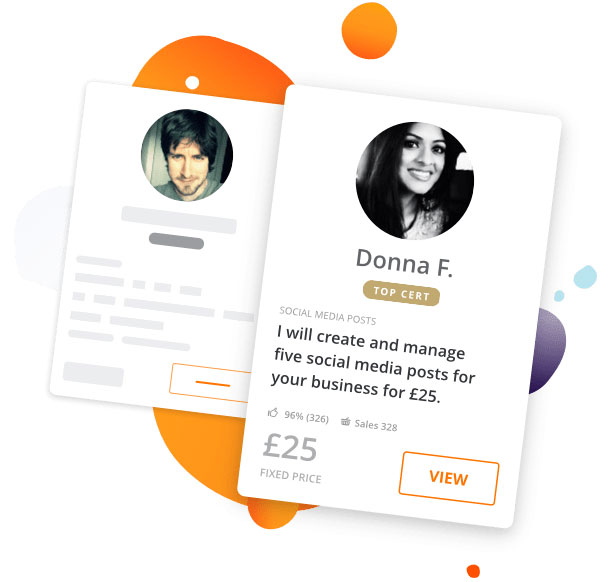 Donna F.
TOP CERT
SOCIAL MEDIA POSTS
I will create and manage
five social media posts for
your business for £25.
96% (326) Sales 328
£25
FIXED PRICE
VIEW